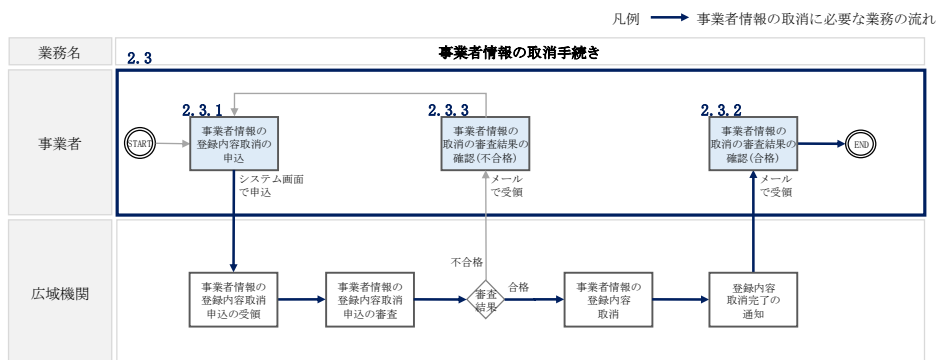 凡例 事業者情報の取消に必要な業務の流れ
業務名
2.3
事業者情報の取消手続き
事業者
START
2.3.1
事業者情報の
登録内容取消の
申込
システム画面
で申込
2.3.3
事業者情報の
取消の審査結果の
確認(不合格)
メール
で受領
2.3.2
事業者情報の
取消の審査結果の
確認(合格)
メール
で受領
END
広域機関
事業者情報の
登録内容取消
申込の受領
事業者情報の
登録内容取消
申込の審査
不合格
審査
結果
合格
事業者情報の
登録内容
取消
登録内容
取消完了の
通知